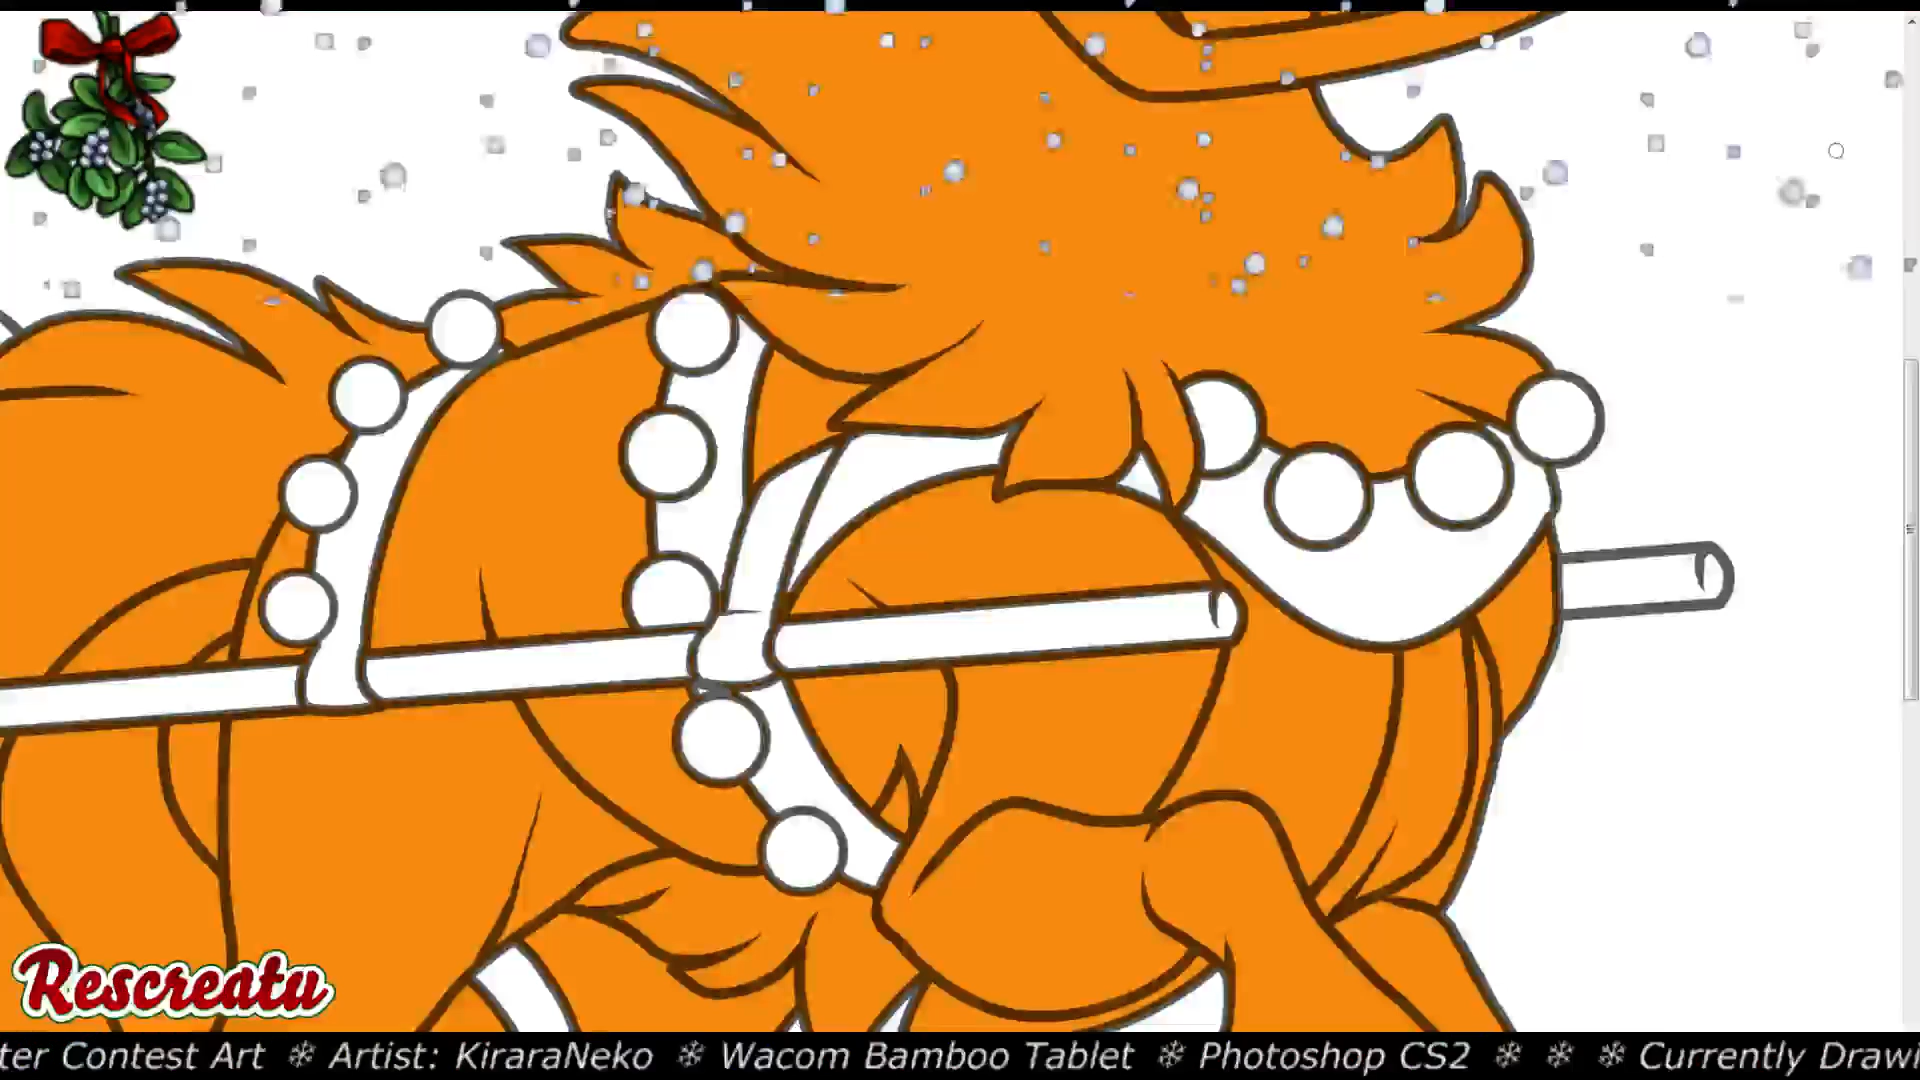 Rescreatu
ter Contest Art ❄ Artist: KiraraNeko ❄ Wacom Bamboo Tablet ❄ Photoshop CS2 ❄ ❄ ❄ Currently Drawi